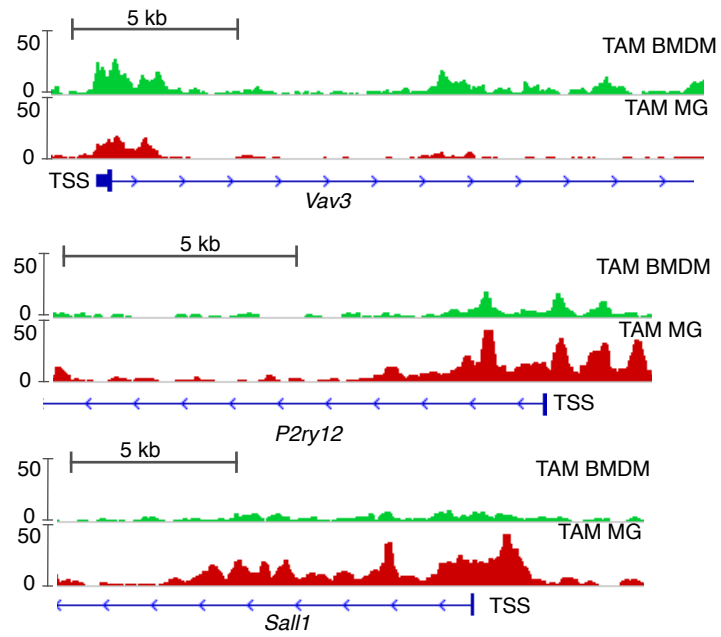 5 kb
50
TAM BMDM
0
50
TAM MG
0
TSS
Vav3
5 kb
50
TAM BMDM
0
50
TAM MG
0
TSS
P2ry12
5 kb
50
TAM BMDM
0
50
TAM MG
0
TSS
Sall1